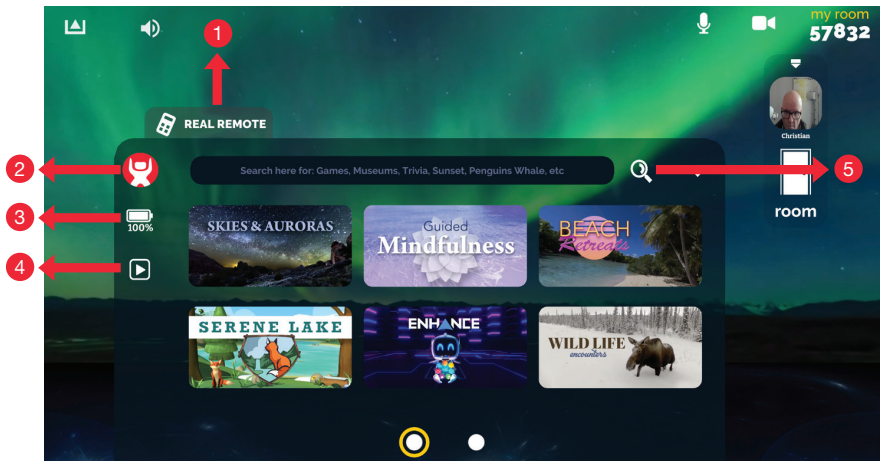 1
my room
57832
REAL REMOTE
Christian
2
Search here for: Games, Museums, Trivia, Sunset, Penguins Whale, etc
5
room
3
100%
SKIES & AURORAS
Guided
Mindfulness
BEACH
Retreats
4
SERENE LAKE
ENHANCE
WILD LIFE
encounters